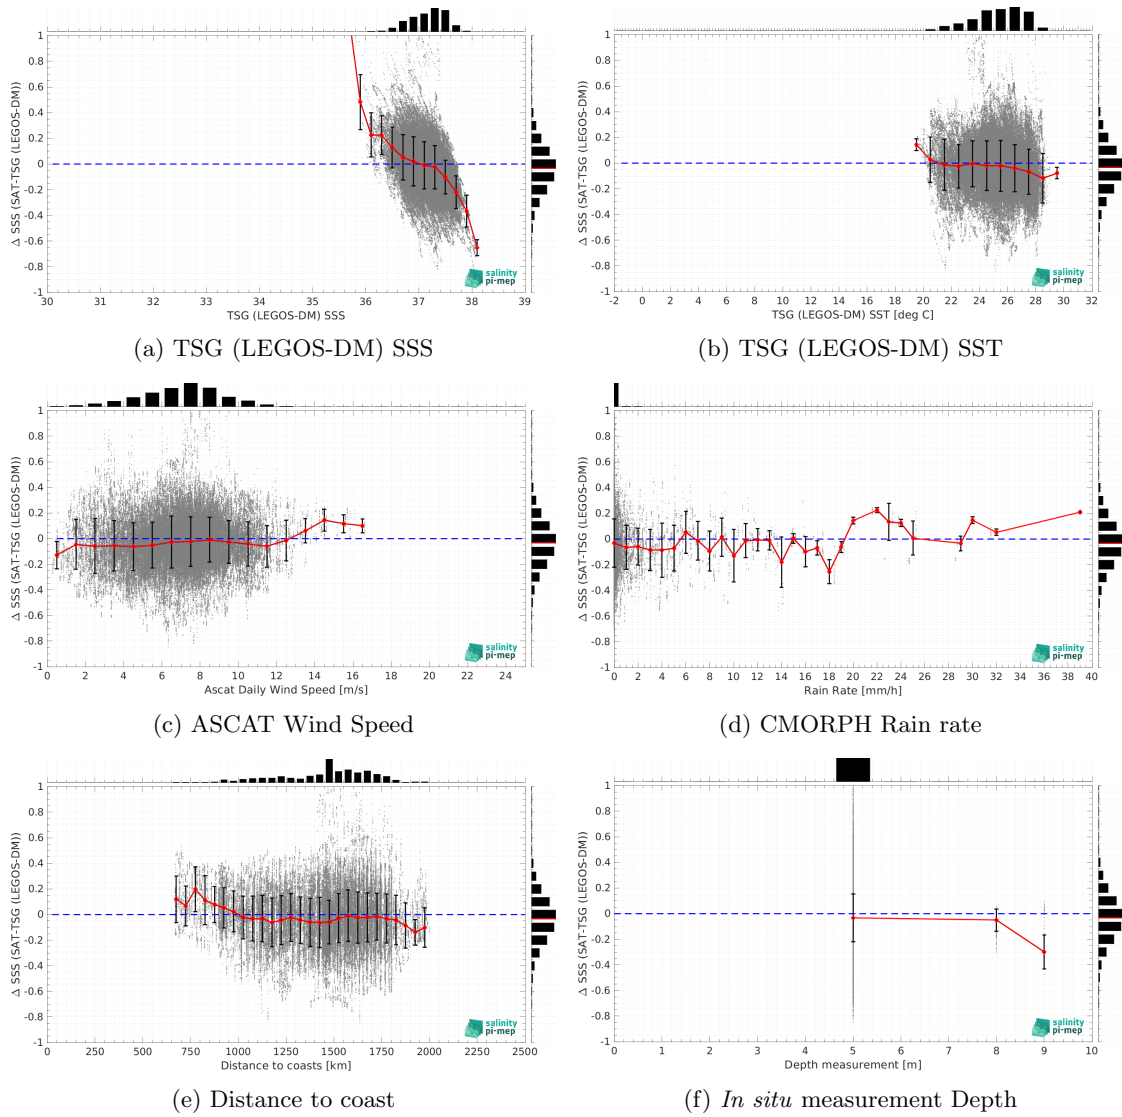 1
0.8
0.6
0.4
0.2
0
-0.2
-0.4
-0.6
-0.8
-1
Δ SSS (SAT-TSG (LEGOS-DM))
30 31 32 33 34 35 36 37 38 39
TSG (LEGOS-DM) SSS
salinity
pi-mep
(a) TSG (LEGOS-DM) SSS
1
0.8
0.6
0.4
0.2
0
-0.2
-0.4
-0.6
-0.8
-1
Δ SSS (SAT-TSG (LEGOS-DM))
-2 0 2 4 6 8 10 12 14 16 18 20 22 24 26 28 30 32
TSG (LEGOS-DM) SST [deg C]
salinity
pi-mep
(b) TSG (LEGOS-DM) SST
1
0.8
0.6
0.4
0.2
0
-0.2
-0.4
-0.6
-0.8
-1
Δ SSS (SAT-TSG (LEGOS-DM))
0 2 4 6 8 10 12 14 16 18 20 22 24
Ascat Daily Wind Speed [m/s]
salinity
pi-mep
(c) ASCAT Wind Speed
1
0.8
0.6
0.4
0.2
0
-0.2
-0.4
-0.6
-0.8
-1
Δ SSS (SAT-TSG (LEGOS-DM))
0 2 4 6 8 10 12 14 16 18 20 22 24 26 28 30 32 34 36 38 40
Rain Rate [mm/h]
salinity
pi-mep
(d) CMORPH Rain rate
1
0.8
0.6
0.4
0.2
0
-0.2
-0.4
-0.6
-0.8
-1
Δ SSS (SAT-TSG (LEGOS-DM))
0 250 500 750 1000 1250 1500 1750 2000 2250 2500
Distance to coasts [km]
salinity
pi-mep
(e) Distance to coast
1
0.8
0.6
0.4
0.2
0
-0.2
-0.4
-0.6
-0.8
-1
Δ SSS (SAT-TSG (LEGOS-DM))
0 1 2 3 4 5 6 7 8 9 10
Depth measurement [m]
salinity
pi-mep
(f) In situ measurement Depth